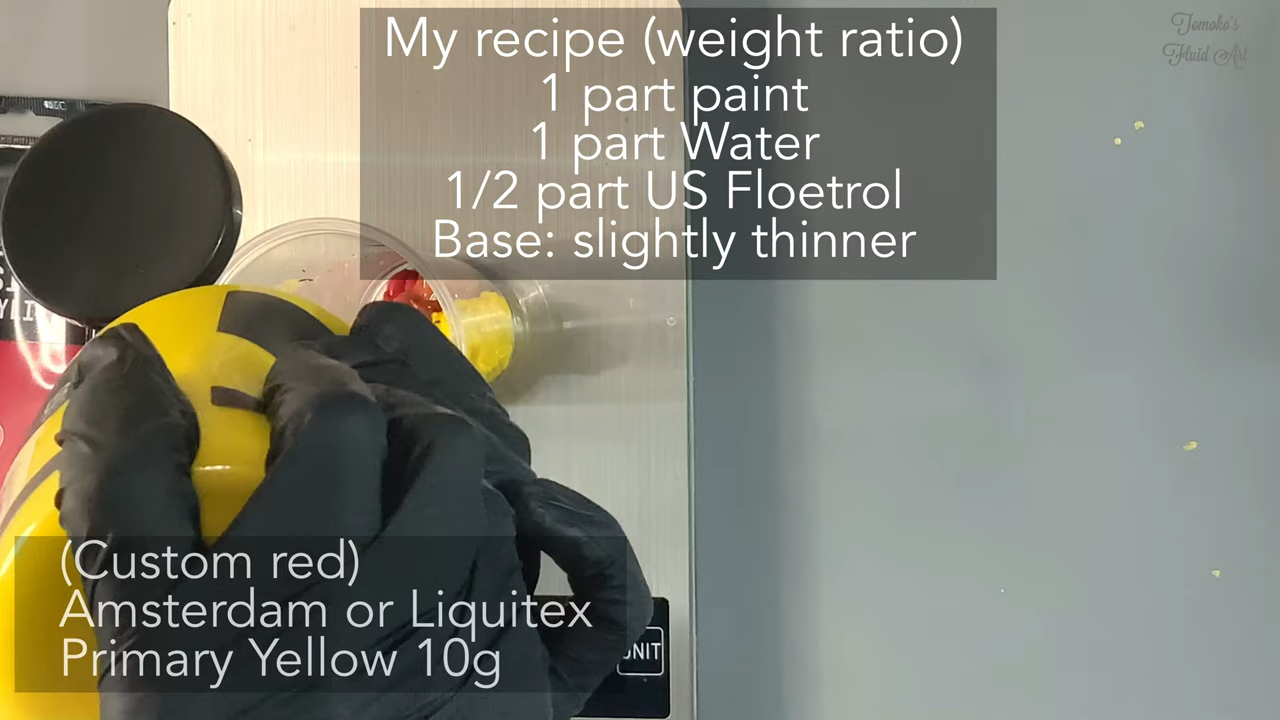 My recipe (weight ratio)
1 part paint
1 part Water
1/2 part US Floetrol
Base: slightly thinner
Tomoko's
Fluid Art
(Custom red)
Amsterdam or Liquitex
Primary Yellow 10g
UNIT